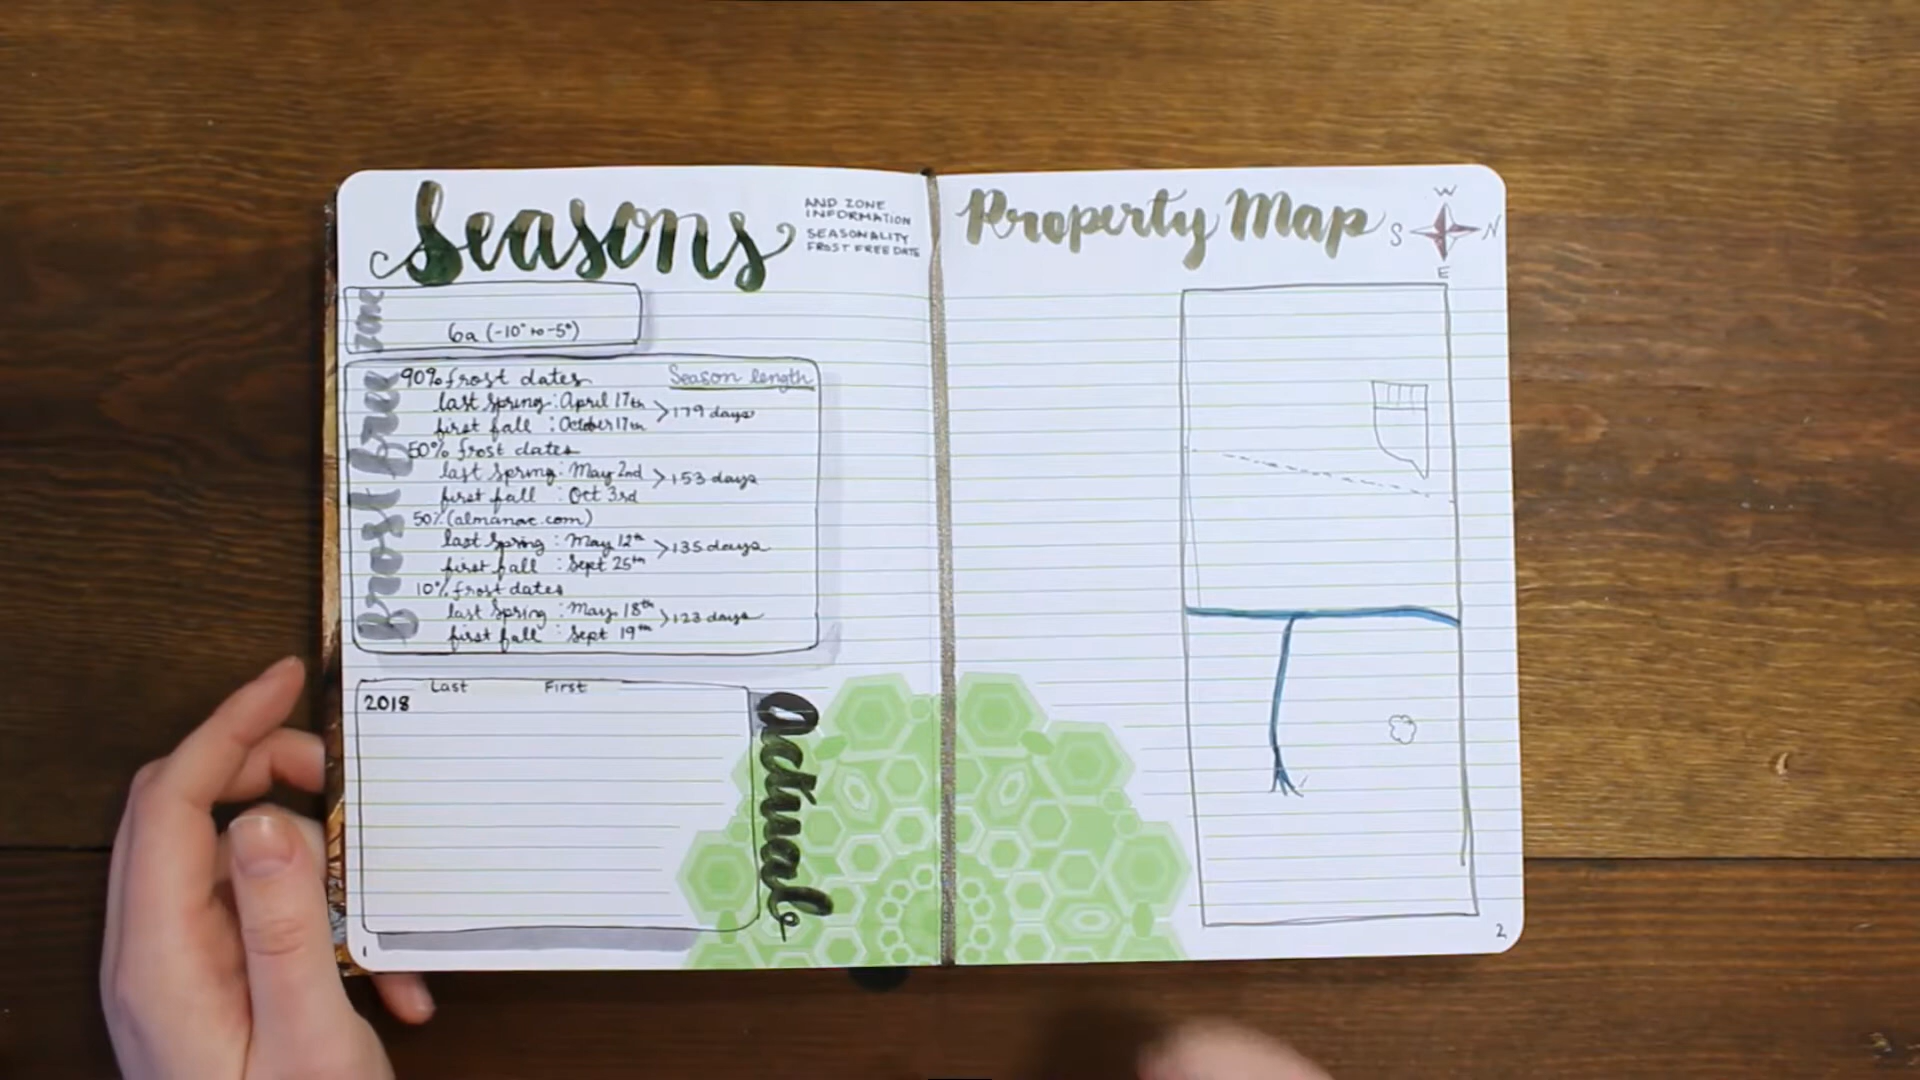 Seasons
AND ZONE
INFORMATION
SEASONALITY
FROST FREE DATE
zone
6a (-10° to -5°)
Frost free
90% frost dates
Season length
last spring : April 17th
first fall : October 17th
>179 days
50% frost dates
last spring : May 2nd
first fall : Oct 3rd
>153 days
50% (almanac.com)
last spring : May 12th
first fall : Sept 25th
>135 days
10% frost dates
last spring : May 18th
first fall : Sept 19th
>123 days
Last First
2018
Actuals
1
Property Map
W
S N
E
2